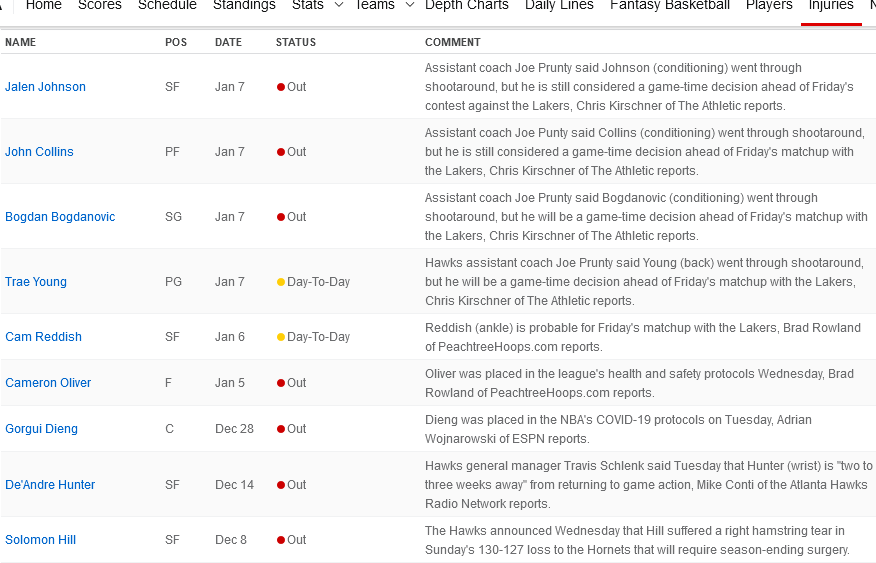 Home Scores Schedule Standings Stats Teams Depth Charts Daily Lines Fantasy Basketball Players Injuries
NAME POS DATE STATUS COMMENT
Jalen Johnson SF Jan 7 Out Assistant coach Joe Prunty said Johnson (conditioning) went through
shootaround, but he is still considered a game-time decision ahead of Friday's
contest against the Lakers, Chris Kirschner of The Athletic reports.
John Collins PF Jan 7 Out Assistant coach Joe Punty said Collins (conditioning) went through shootaround,
but he is still considered a game-time decision ahead of Friday's matchup with
the Lakers, Chris Kirschner of The Athletic reports.
Bogdan Bogdanovic SG Jan 7 Out Assistant coach Joe Prunty said Bogdanovic (conditioning) went through
shootaround, but he will be a game-time decision ahead of Friday's matchup with
the Lakers, Chris Kirschner of The Athletic reports.
Trae Young PG Jan 7 Day-To-Day Hawks assistant coach Joe Prunty said Young (back) went through shootaround,
but he will be a game-time decision ahead of Friday's matchup with the Lakers,
Chris Kirschner of The Athletic reports.
Cam Reddish SF Jan 6 Day-To-Day Reddish (ankle) is probable for Friday's matchup with the Lakers, Brad Rowland
of PeachtreeHoops.com reports.
Cameron Oliver F Jan 5 Out Oliver was placed in the league's health and safety protocols Wednesday, Brad
Rowland of PeachtreeHoops.com reports.
Gorgui Dieng C Dec 28 Out Dieng was placed in the NBA's COVID-19 protocols on Tuesday, Adrian
Wojnarowski of ESPN reports.
De'Andre Hunter SF Dec 14 Out Hawks general manager Travis Schlenk said Tuesday that Hunter (wrist) is "two to
three weeks away" from returning to game action, Mike Conti of the Atlanta Hawks
Radio Network reports.
Solomon Hill SF Dec 8 Out The Hawks announced Wednesday that Hill suffered a right hamstring tear in
Sunday's 130-127 loss to the Hornets that will require season-ending surgery.